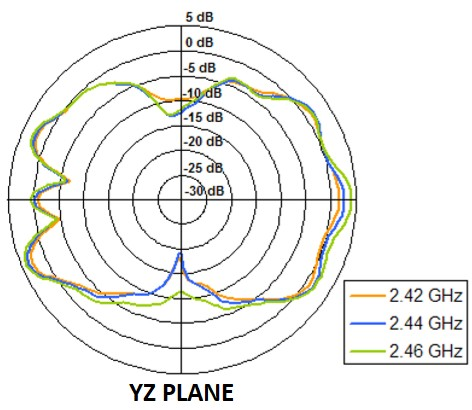 5 dB
0 dB
-5 dB
-10 dB
-15 dB
-20 dB
-25 dB
-30 dB
2.42 GHz
2.44 GHz
2.46 GHz
YZ PLANE